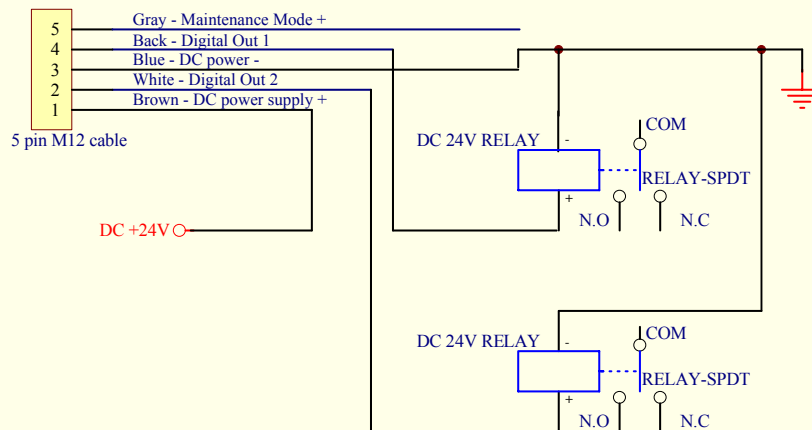 5 Gray - Maintenance Mode +
4 Back - Digital Out 1
3 Blue - DC power -
2 White - Digital Out 2
1 Brown - DC power supply +
5 pin M12 cable
DC +24V
DC 24V RELAY
-
COM
RELAY-SPDT
+
N.O
N.C
DC 24V RELAY
-
COM
RELAY-SPDT
+
N.O
N.C